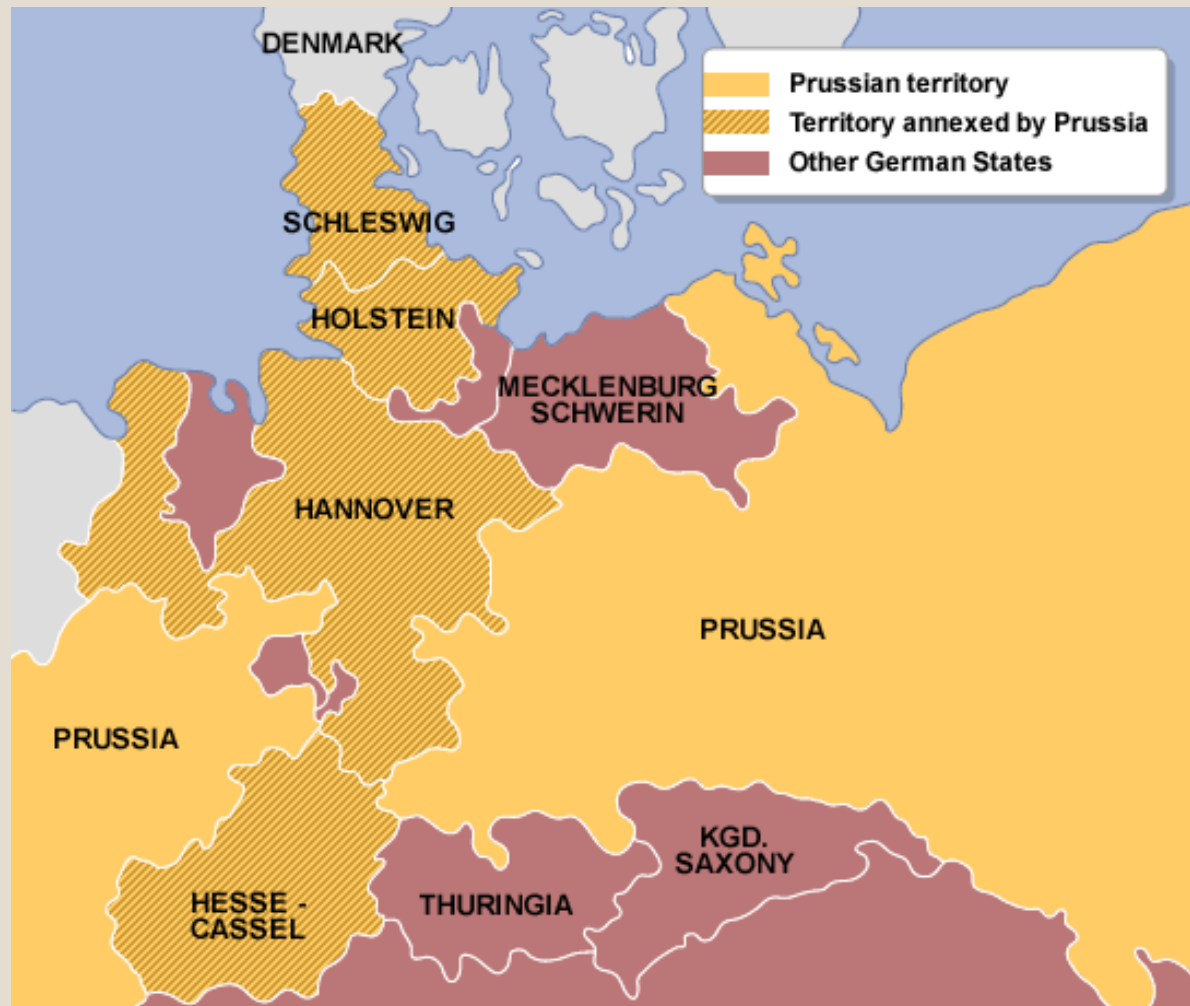 DENMARK
Prussian territory
Territory annexed by Prussia
Other German States
SCHLESWIG
HOLSTEIN
MECKLENBURG
SCHWERIN
HANNOVER
PRUSSIA
PRUSSIA
KGD.
SAXONY
THURINGIA
HESSE -
CASSEL